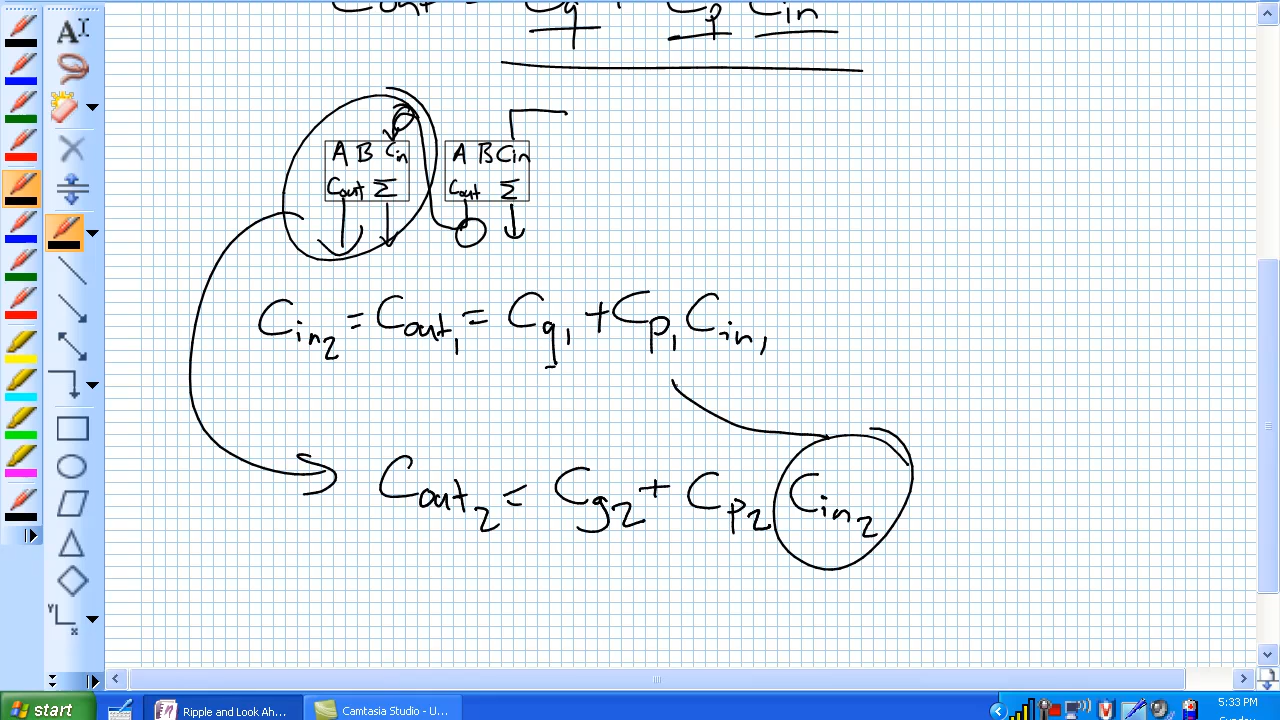 Cout = Cg + Cp Cin
A B Cin A B Cin
Cout Σ Cout Σ
Cin2 = Cout1 = Cg1 + Cp1 Cin1
Cout2 = Cg2 + Cp2 Cin2
start
Ripple and Look Ah...
Camtasia Studio - U...
5:33 PM
Sunday